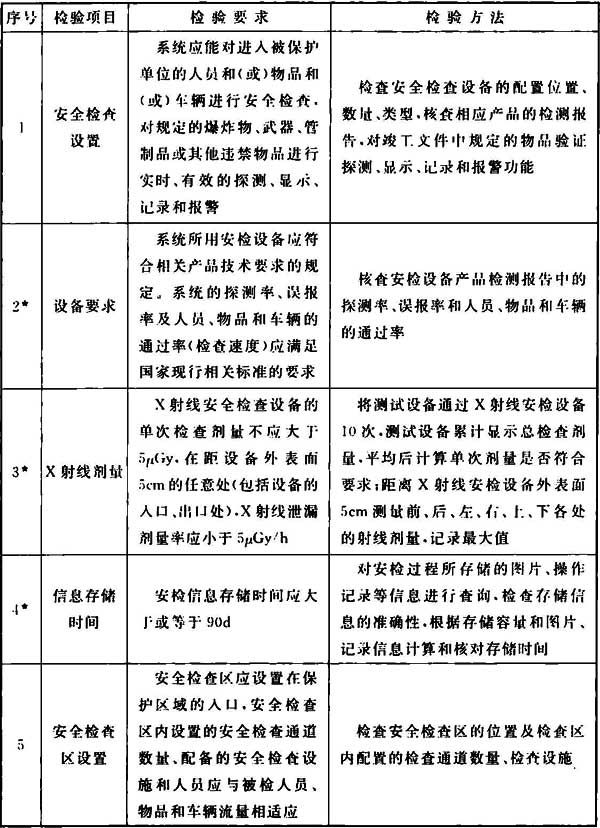 序号 检验项目 检验要求 检验方法
1
安全检查
设置
系统应能对进入被保护
单位的人员和(或)物品和
(或)车辆进行安全检查，
对规定的爆炸物、武器、管
制品或其他违禁物品进行
实时、有效的探测、显示、
记录和报警
检查安全检查设备的配置位置、
数量、类型，核查相应产品的检测报
告，对竣工文件中规定的物品验证
探测、显示、记录和报警功能
2*
设备要求
系统所用安检设备应符
合相关产品技术要求的规
定。系统的探测率、误报
率及人员、物品和车辆的
通过率(检查速度)应满足
国家现行相关标准的要求
核查安检设备产品检测报告中的
探测率、误报率和人员、物品和车辆
的通过率
3*
X射线剂量
X射线安全检查设备的
单次检查剂量不应大于
5μGy，在距设备外表面
5cm的任意处(包括设备的
入口、出口处)，X射线泄漏
剂量率应小于5μGy/h
将测试设备通过X射线安检设备
10次，测试设备累计显示总检查剂
量，平均后计算单次剂量是否符合
要求；距离X射线安检设备外表面
5cm测量前、后、左、右、上、下各处
的射线剂量，记录最大值
4*
信息存储
时间
安检信息存储时间应大
于或等于90d
对安检过程所存储的图片、操作
记录等信息进行查询，检查存储信
息的准确性，根据存储容量和图片、
记录信息计算和核对存储时间
5
安全检查
区设置
安全检查区应设置在保
护区域的入口，安全检查
区内设置的安全检查通道
数量、配备的安全检查设
施和人员应与被检人员、
物品和车辆流量相适应
检查安全检查区的位置及检查区
内配置的检查通道数量、检查设施